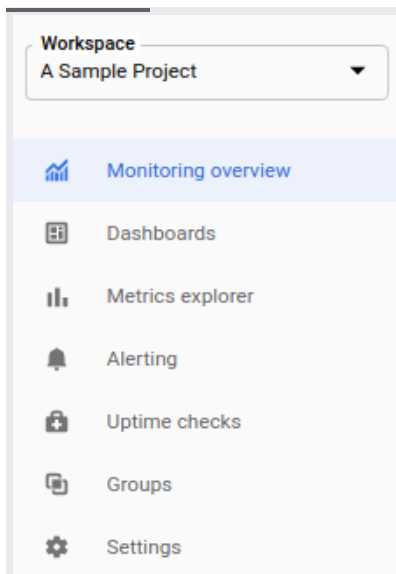 Workspace
A Sample Project
Monitoring overview
Dashboards
Metrics explorer
Alerting
Uptime checks
Groups
Settings